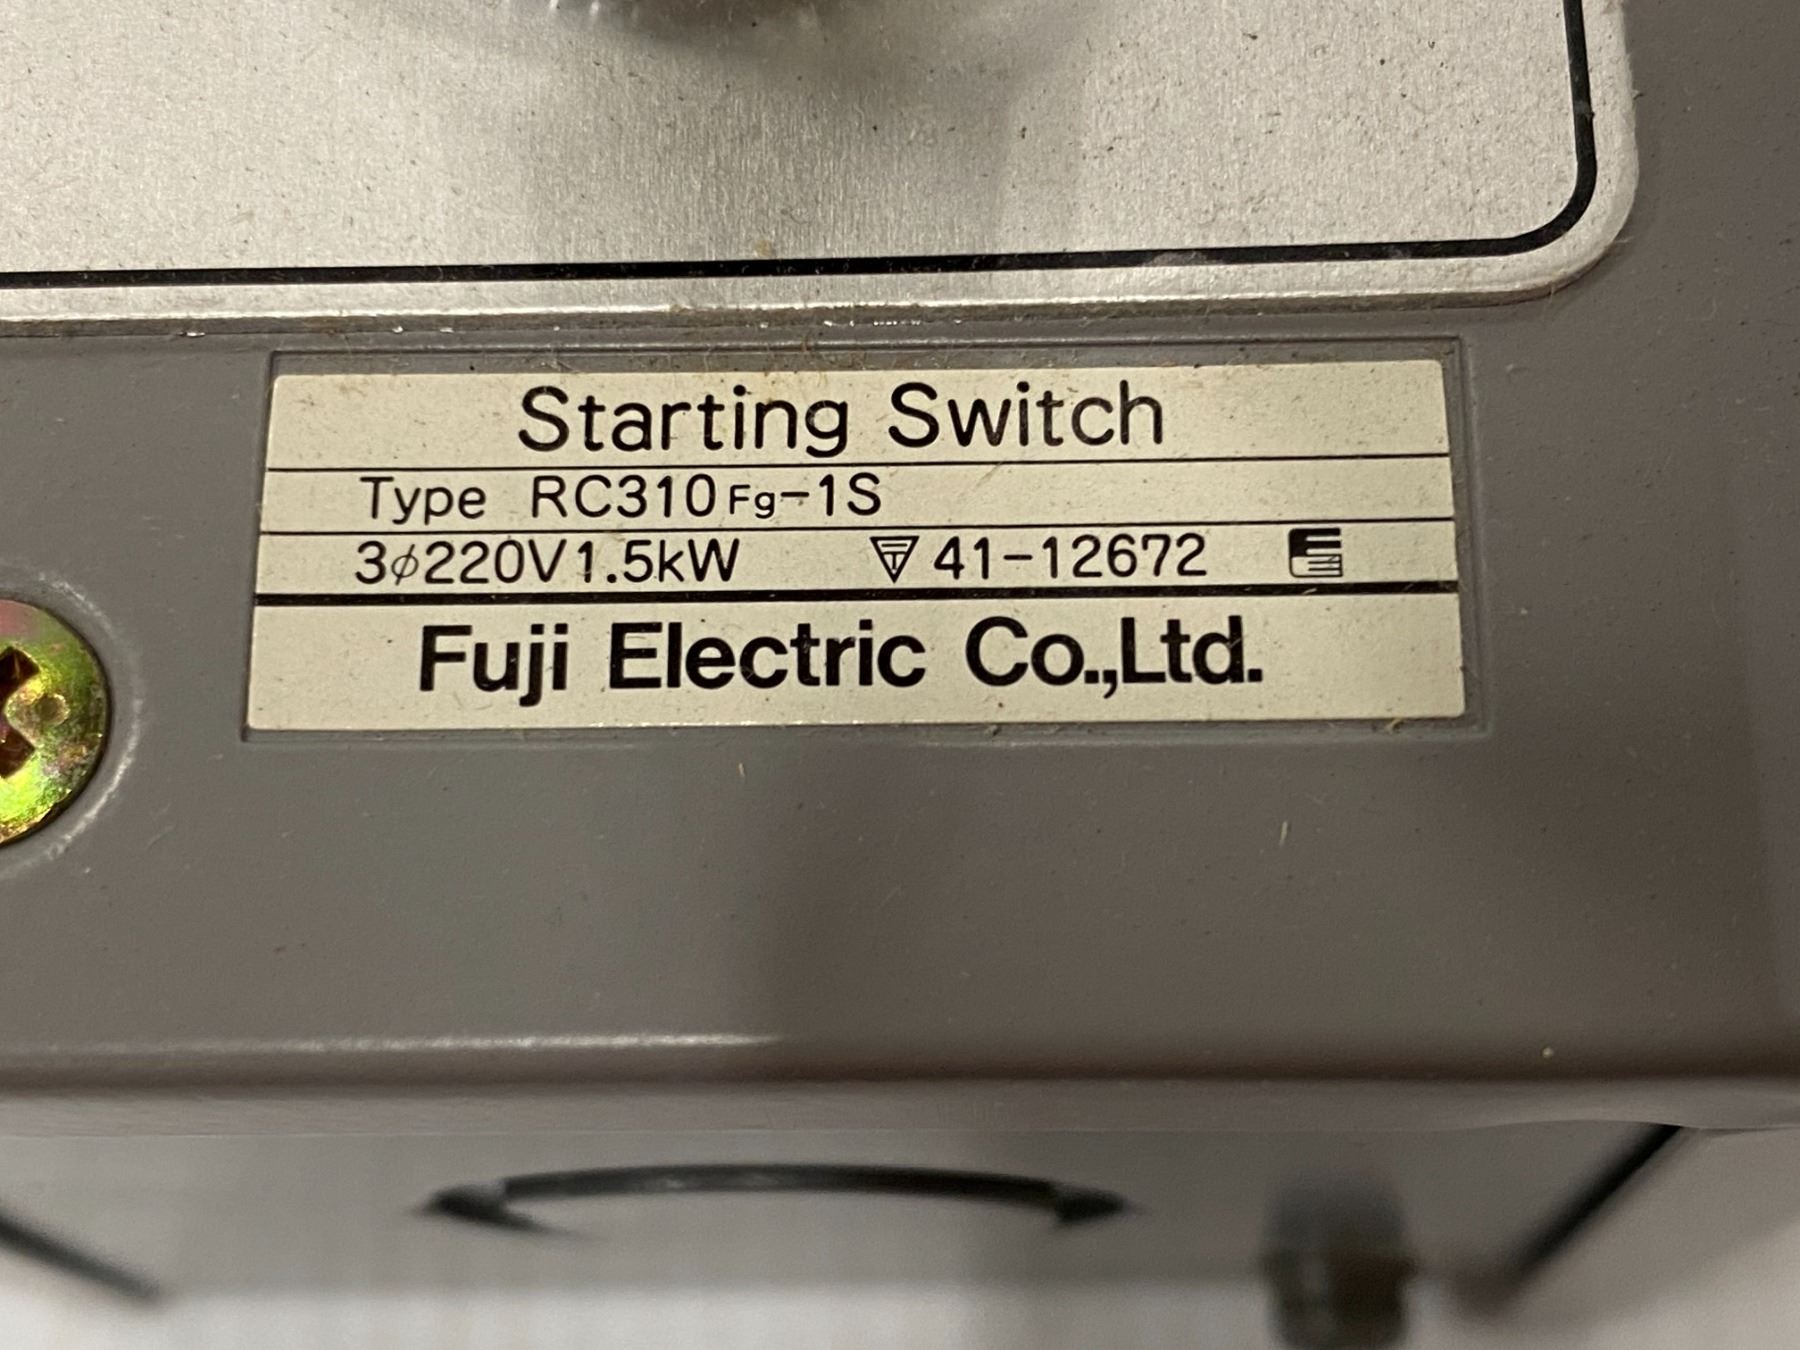 Starting Switch
Type RC310Fg-1S
3φ220V1.5kW 41-12672
Fuji Electric Co.,Ltd.